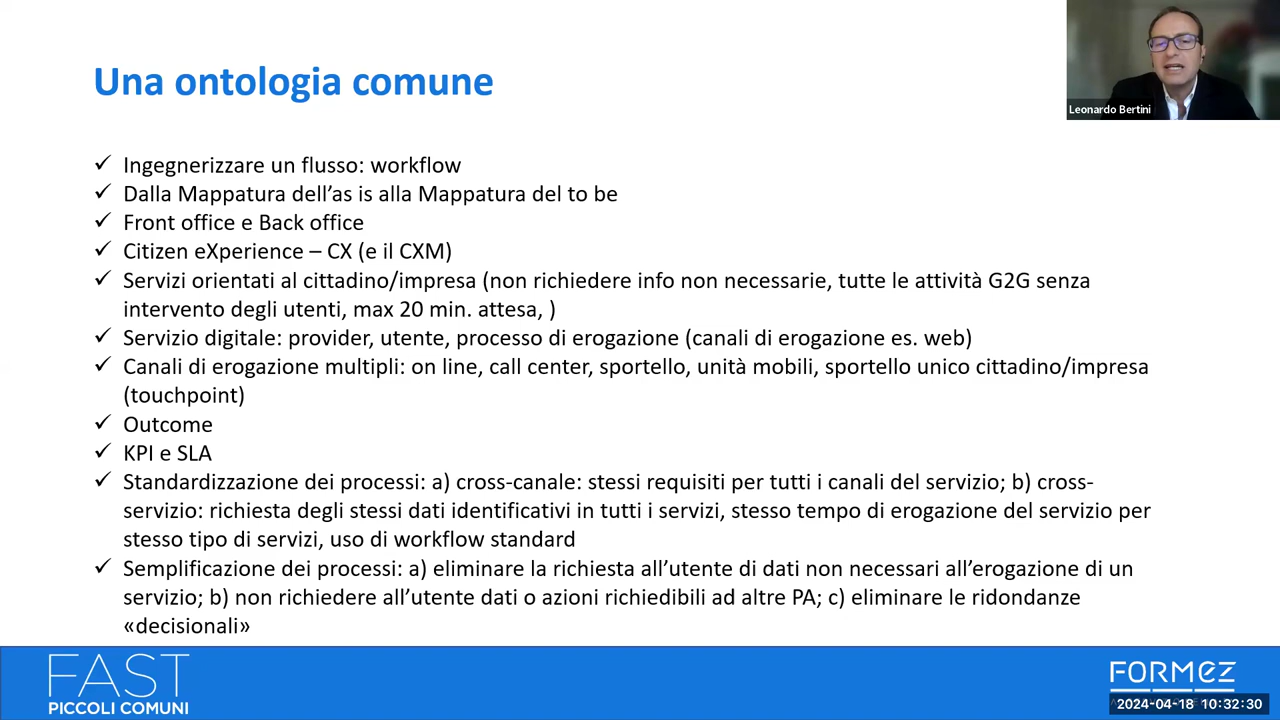 Una ontologia comune
Leonardo Bertini
✓ Ingegnerizzare un flusso: workflow
✓ Dalla Mappatura dell’as is alla Mappatura del to be
✓ Front office e Back office
✓ Citizen eXperience – CX (e il CXM)
✓ Servizi orientati al cittadino/impresa (non richiedere info non necessarie, tutte le attività G2G senza
intervento degli utenti, max 20 min. attesa, )
✓ Servizio digitale: provider, utente, processo di erogazione (canali di erogazione es. web)
✓ Canali di erogazione multipli: on line, call center, sportello, unità mobili, sportello unico cittadino/impresa
(touchpoint)
✓ Outcome
✓ KPI e SLA
✓ Standardizzazione dei processi: a) cross-canale: stessi requisiti per tutti i canali del servizio; b) cross-
servizio: richiesta degli stessi dati identificativi in tutti i servizi, stesso tempo di erogazione del servizio per
stesso tipo di servizi, uso di workflow standard
✓ Semplificazione dei processi: a) eliminare la richiesta all’utente di dati non necessari all’erogazione di un
servizio; b) non richiedere all’utente dati o azioni richiedibili ad altre PA; c) eliminare le ridondanze
«decisionali»
FAST
PICCOLI COMUNI
FORMEZ
2024-04-18 10:32:30